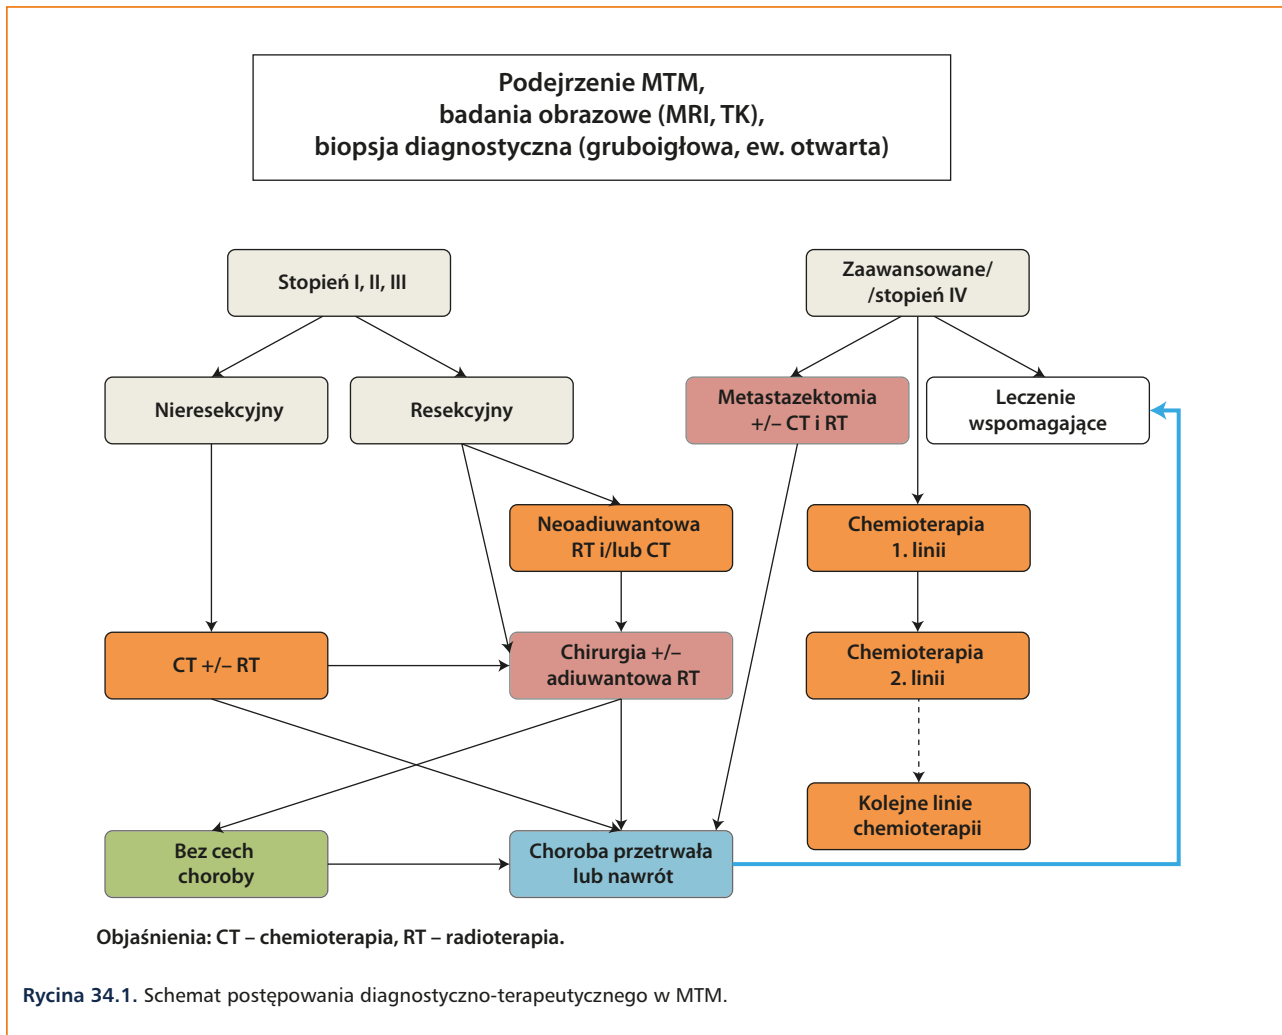 Podejrzenie MTM,
badania obrazowe (MRI, TK),
biopsja diagnostyczna (gruboigłowa, ew. otwarta)
Stopień I, II, III
Zaawansowane/
/stopień IV
Nieresekcyjny
Resekcyjny
Metastazektomia
+/– CT i RT
Leczenie
wspomagające
Neoadiuwantowa
RT i/lub CT
Chemioterapia
1. linii
CT +/– RT
Chirurgia +/–
adiuwantowa RT
Chemioterapia
2. linii
Kolejne linie
chemioterapii
Bez cech
choroby
Choroba przetrwała
lub nawrót
Objaśnienia: CT – chemioterapia, RT – radioterapia.
Rycina 34.1. Schemat postępowania diagnostyczno-terapeutycznego w MTM.